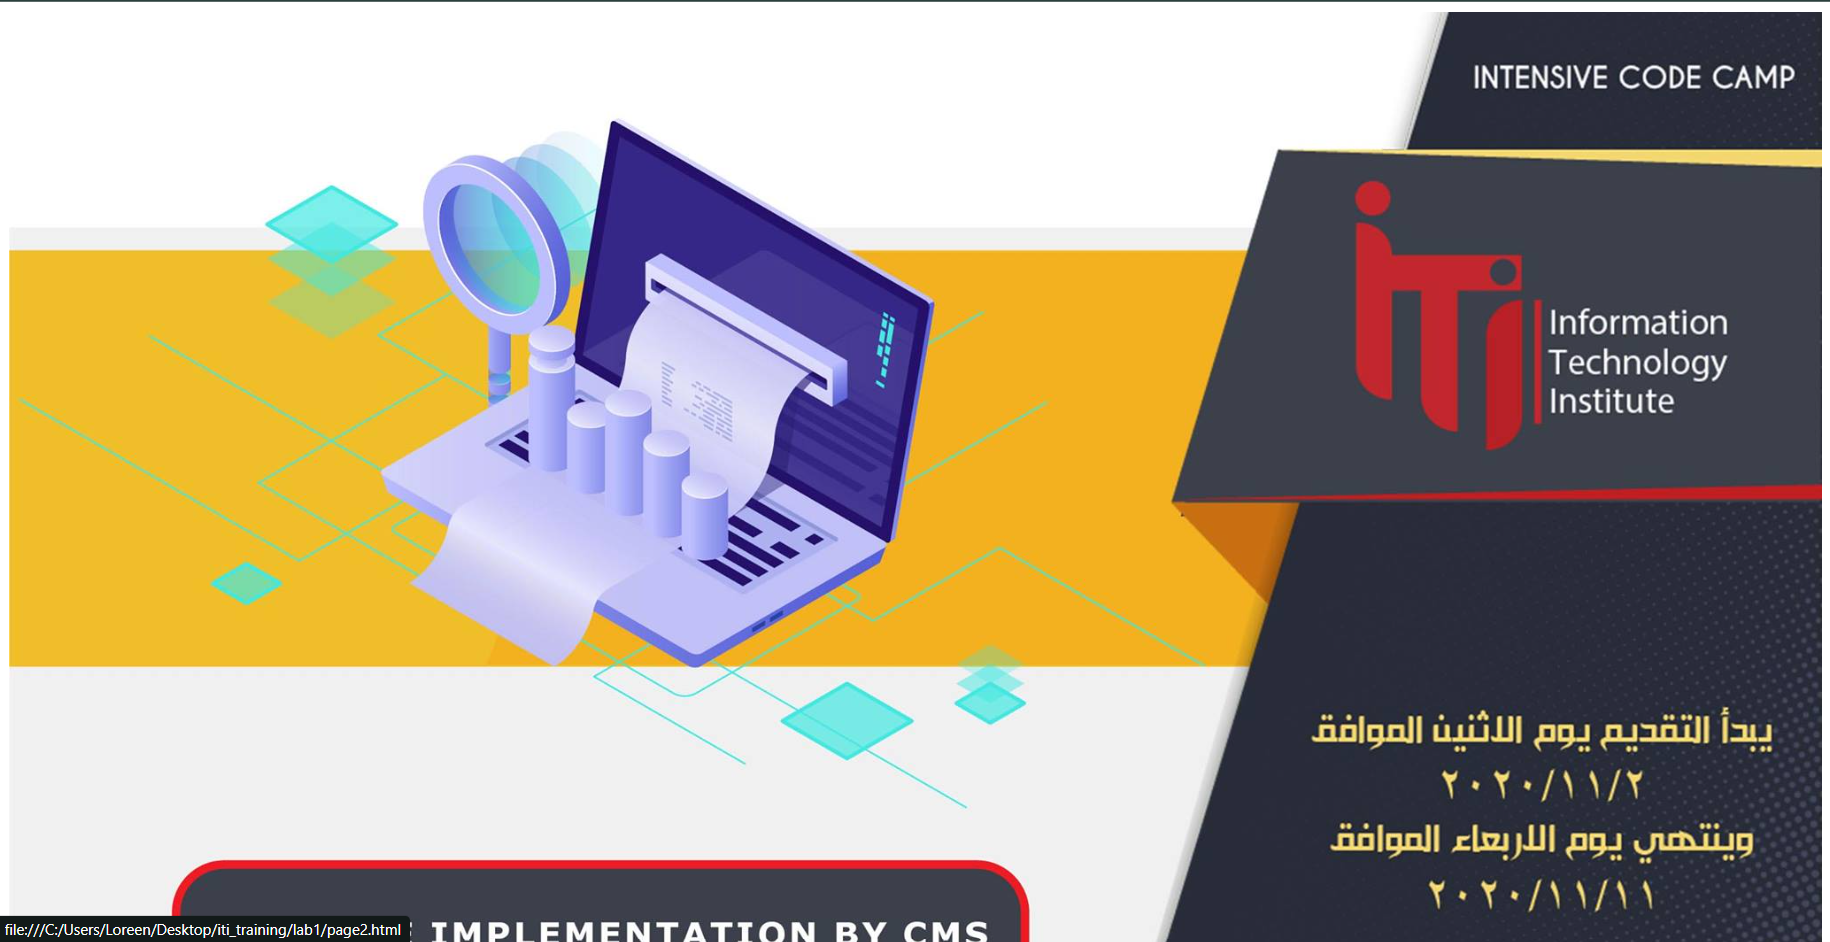 INTENSIVE CODE CAMP
Information
Technology
Institute
يبدأ التقديم يوم الاثنين الموافق
٢٠٢٠/١١/٢
وينتهي يوم الاربعاء الموافق
٢٠٢٠/١١/١١
IMPLEMENTATION BY CMS
file:///C:/Users/Loreen/Desktop/iti_training/lab1/page2.html